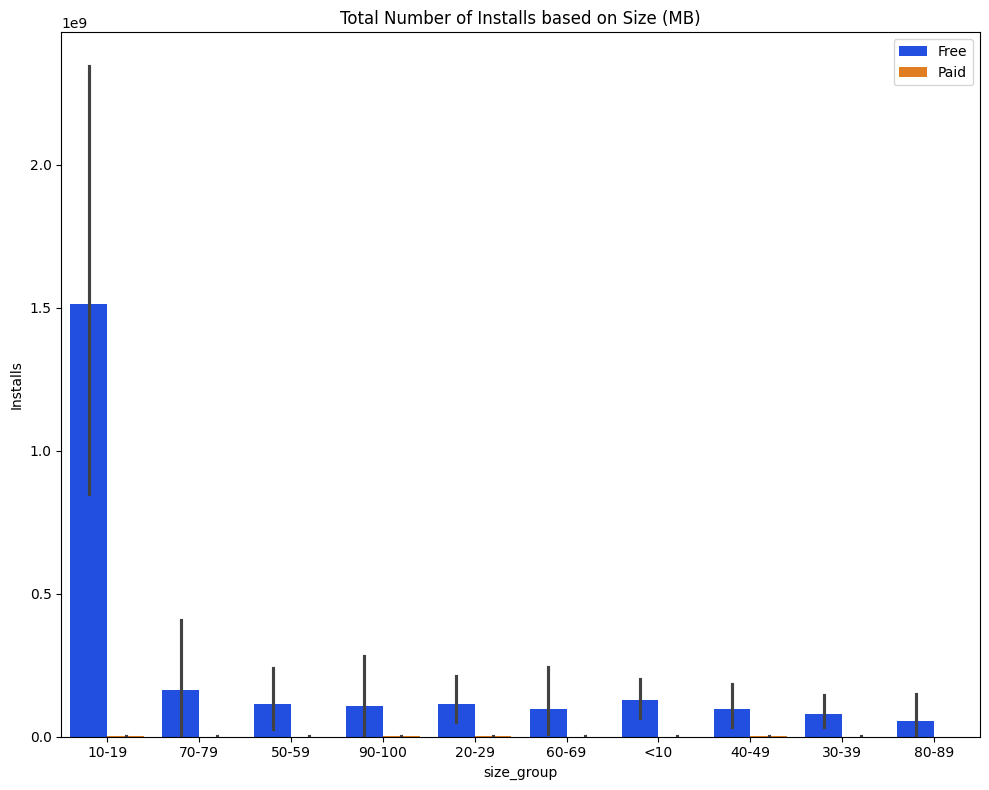 Total Number of Installs based on Size (MB)
1e9
Free
Paid
2.0
1.5
1.0
0.5
0.0
Installs
10-19 70-79 50-59 90-100 20-29 60-69 <10 40-49 30-39 80-89
size_group